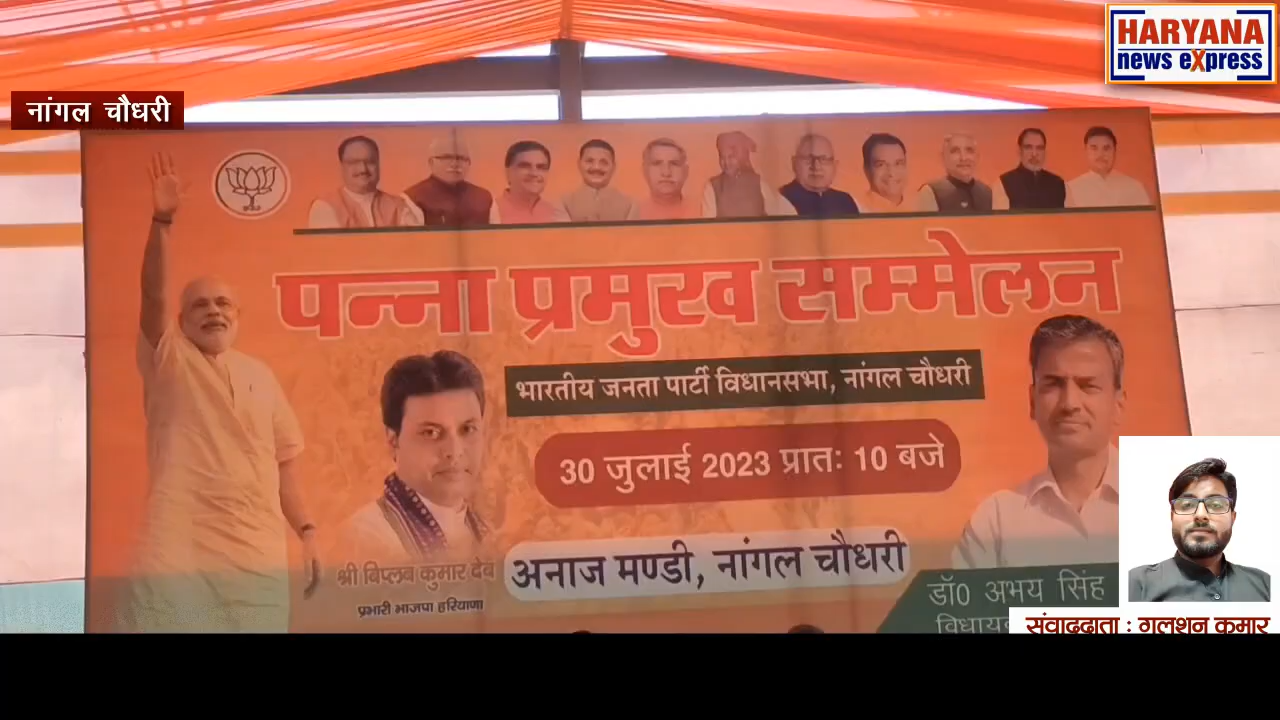 HARYANA
news eXpress
नांगल चौधरी
पन्ना प्रमुख सम्मेलन
भारतीय जनता पार्टी विधानसभा, नांगल चौधरी
30 जुलाई 2023 प्रातः 10 बजे
अनाज मण्डी, नांगल चौधरी
श्री बिप्लब कुमार देव
प्रभारी भाजपा हरियाणा
डॉ0 अभय सिंह
संवाददाता : गुलशन कुमार